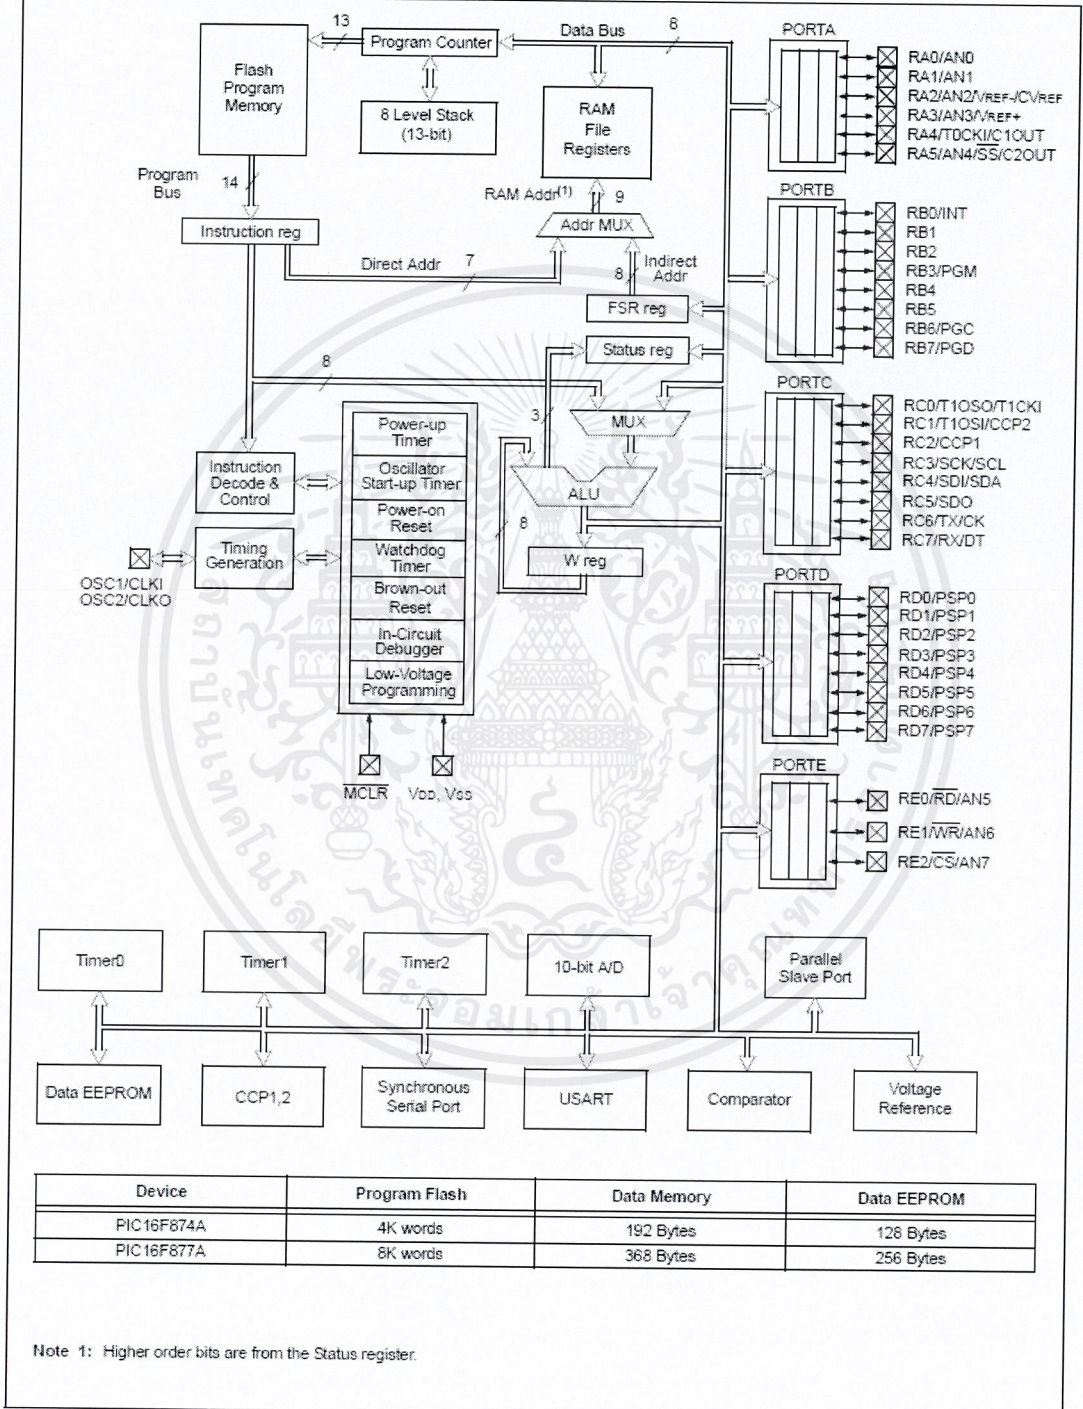 13
Data Bus
8
PORTA
Flash
Program
Memory
Program Counter
8 Level Stack
(13-bit)
RAM
File
Registers
RA0/AN0
RA1/AN1
RA2/AN2/VREF-/CVREF
RA3/AN3/VREF+
RA4/T0CKI/C1OUT
RA5/AN4/SS/C2OUT
Program
Bus
14
RAM Addr(1)
9
PORTB
Instruction reg
Addr MUX
RB0/INT
RB1
RB2
RB3/PGM
RB4
RB5
RB6/PGC
RB7/PGD
Direct Addr
7
8
Indirect
Addr
FSR reg
Status reg
8
3
MUX
PORTC
RC0/T1OSO/T1CKI
RC1/T1OSI/CCP2
RC2/CCP1
RC3/SCK/SCL
RC4/SDI/SDA
RC5/SDO
RC6/TX/CK
RC7/RX/DT
Power-up
Timer
Oscillator
Start-up Timer
Power-on
Reset
Watchdog
Timer
Brown-out
Reset
In-Circuit
Debugger
Low-Voltage
Programming
Instruction
Decode &
Control
Timing
Generation
OSC1/CLKI
OSC2/CLKO
ALU
8
W reg
PORTD
RD0/PSP0
RD1/PSP1
RD2/PSP2
RD3/PSP3
RD4/PSP4
RD5/PSP5
RD6/PSP6
RD7/PSP7
MCLR
VDD, VSS
PORTE
RE0/RD/AN5
RE1/WR/AN6
RE2/CS/AN7
Timer0
Timer1
Timer2
10-bit A/D
Parallel
Slave Port
Data EEPROM
CCP1,2
Synchronous
Serial Port
USART
Comparator
Voltage
Reference
Device Program Flash Data Memory Data EEPROM
PIC16F874A 4K words 192 Bytes 128 Bytes
PIC16F877A 8K words 368 Bytes 256 Bytes
Note 1: Higher order bits are from the Status register.